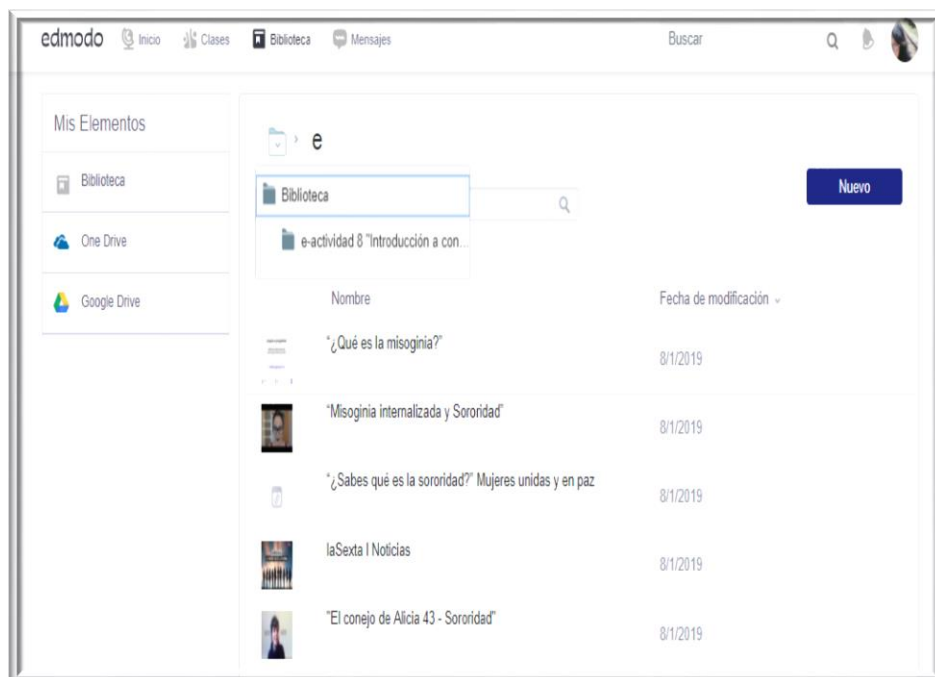 edmodo Inicio Clases Biblioteca Mensajes Buscar
Mis Elementos
Biblioteca
One Drive
Google Drive
› e
Nuevo
Biblioteca
e-actividad 8 "Introducción a con...
Nombre Fecha de modificación
"¿Qué es la misoginia?" 8/1/2019
"Misoginia internalizada y Sororidad" 8/1/2019
"¿Sabes qué es la sororidad?" Mujeres unidas y en paz 8/1/2019
laSexta I Noticias 8/1/2019
"El conejo de Alicia 43 - Sororidad" 8/1/2019